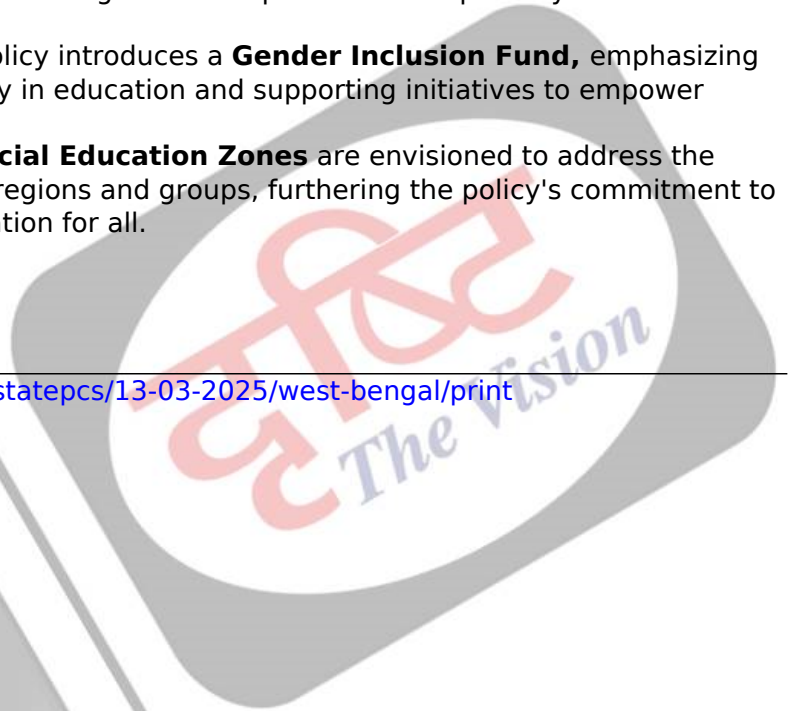 olicy introduces a Gender Inclusion Fund, emphasizing
y in education and supporting initiatives to empower
cial Education Zones are envisioned to address the
regions and groups, furthering the policy's commitment to
tion for all.
दृष्टि
The Vision
statepcs/13-03-2025/west-bengal/print